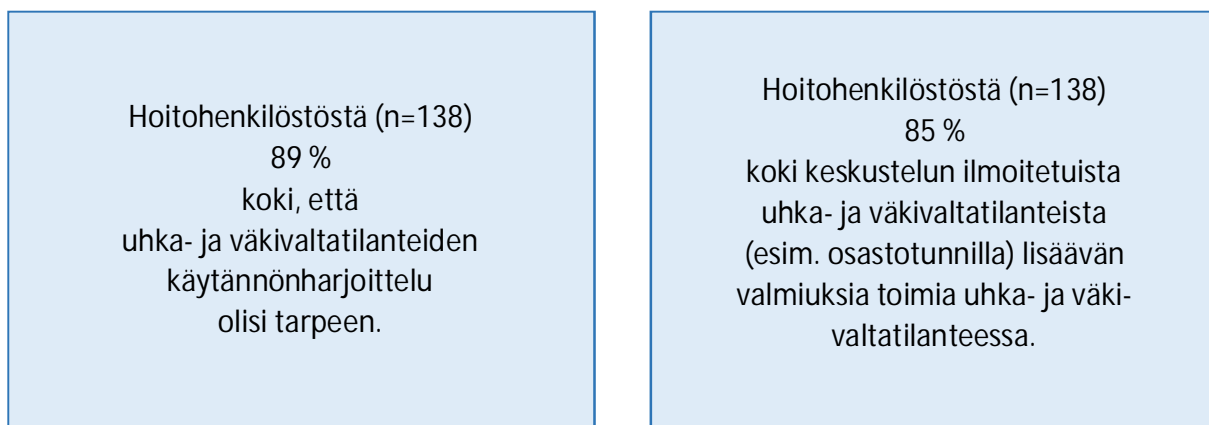 Hoitohenkilöstöstä (n=138)
89 %
koki, että
uhka- ja väkivaltatilanteiden
käytännönharjoittelu
olisi tarpeen.
Hoitohenkilöstöstä (n=138)
85 %
koki keskustelun ilmoitetuista
uhka- ja väkivaltatilanteista
(esim. osastotunnilla) lisäävän
valmiuksia toimia uhka- ja väki-
valtatilanteessa.